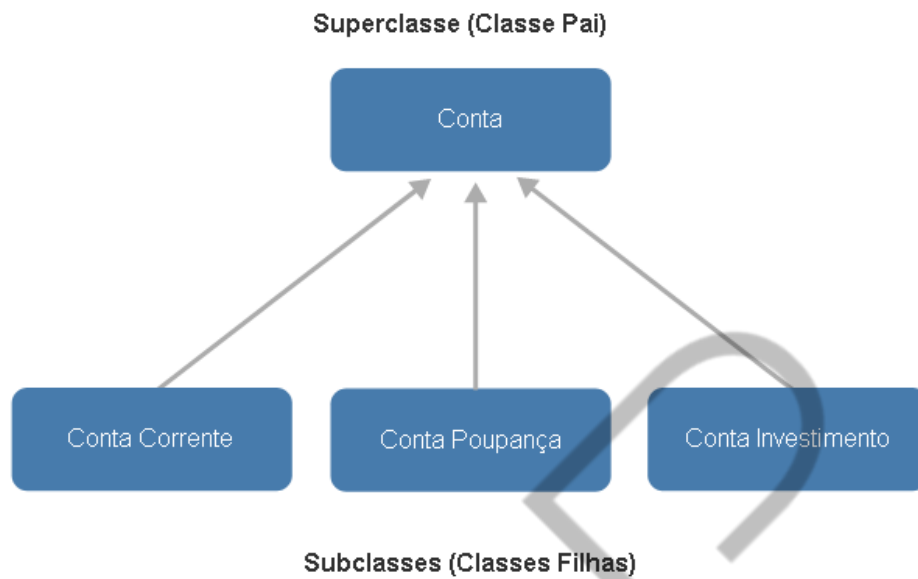 Superclasse (Classe Pai)
Conta
Conta Corrente
Conta Poupança
Conta Investimento
Subclasses (Classes Filhas)